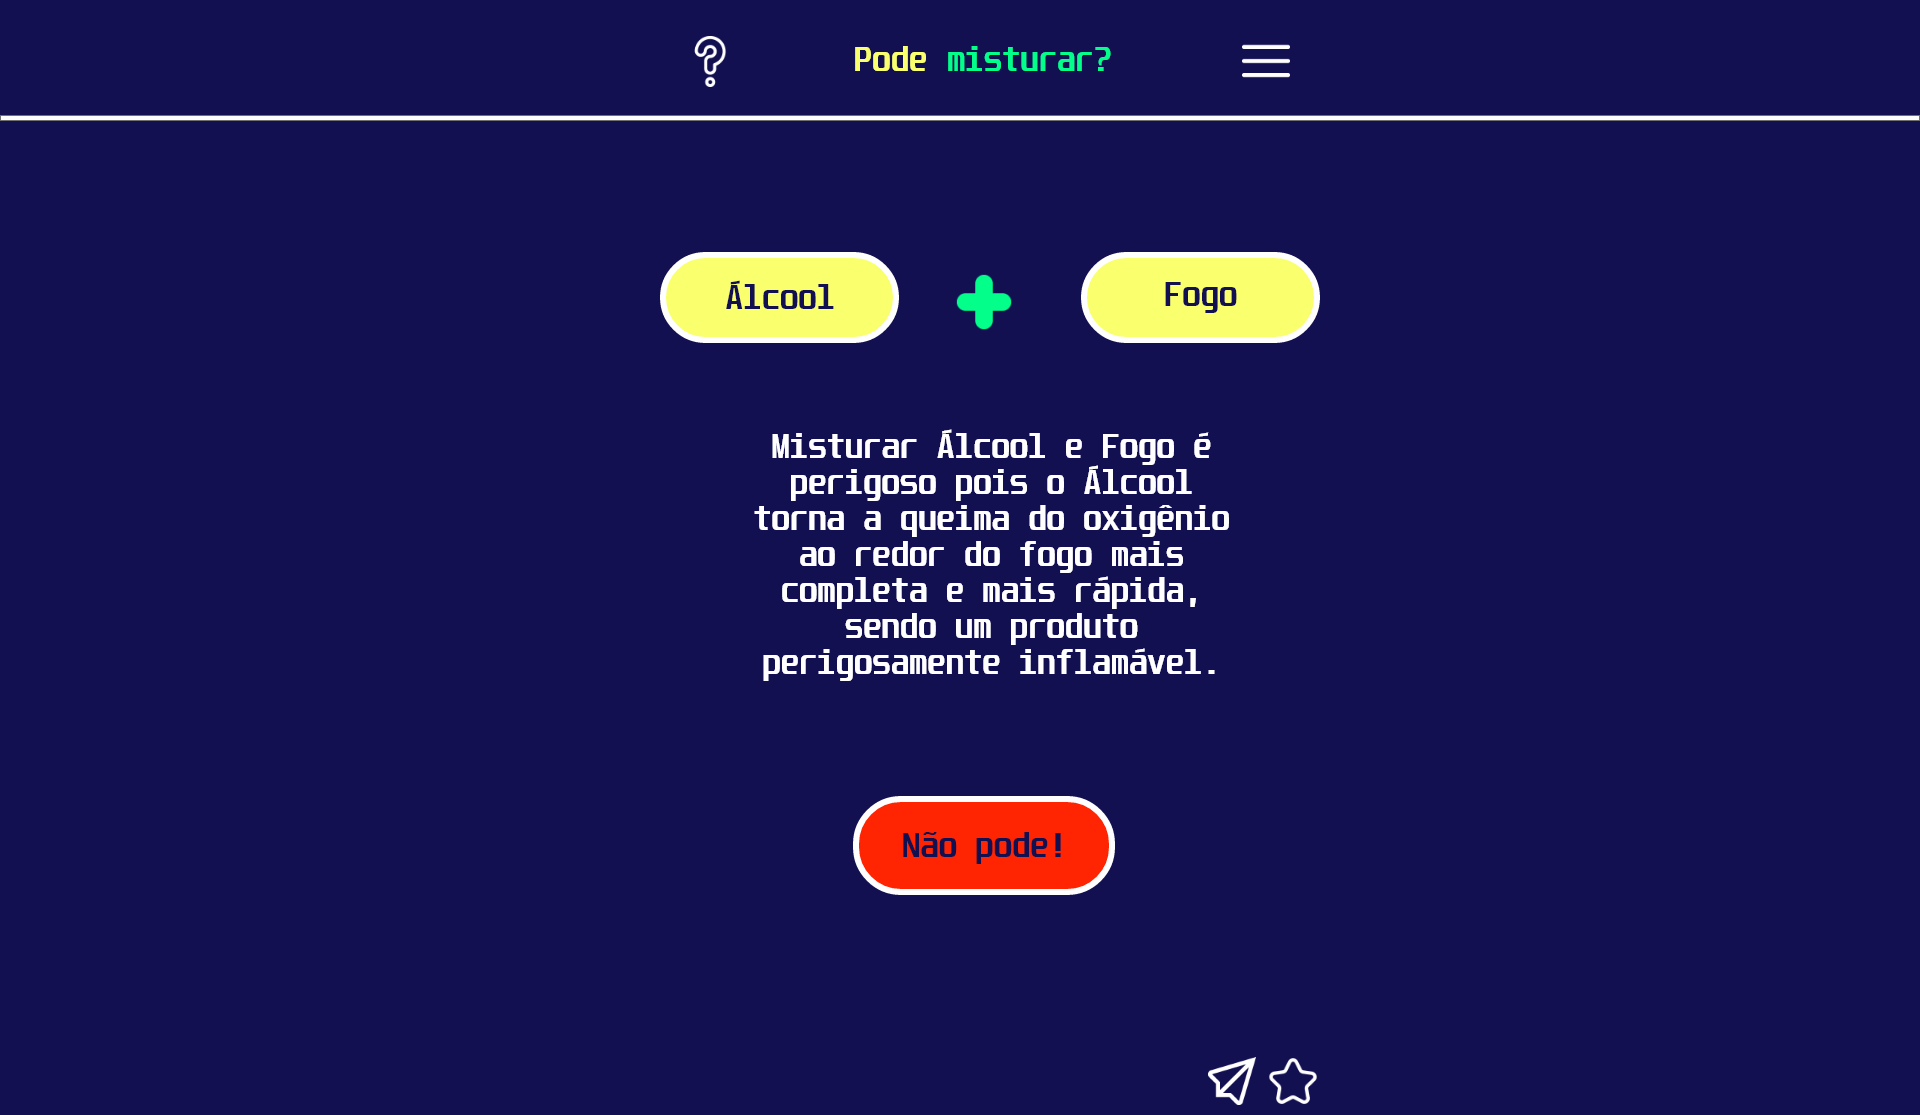 Pode misturar?
Álcool
Fogo
Misturar Álcool e Fogo é
perigoso pois o Álcool
torna a queima do oxigênio
ao redor do fogo mais
completa e mais rápida,
sendo um produto
perigosamente inflamável.
Não pode!